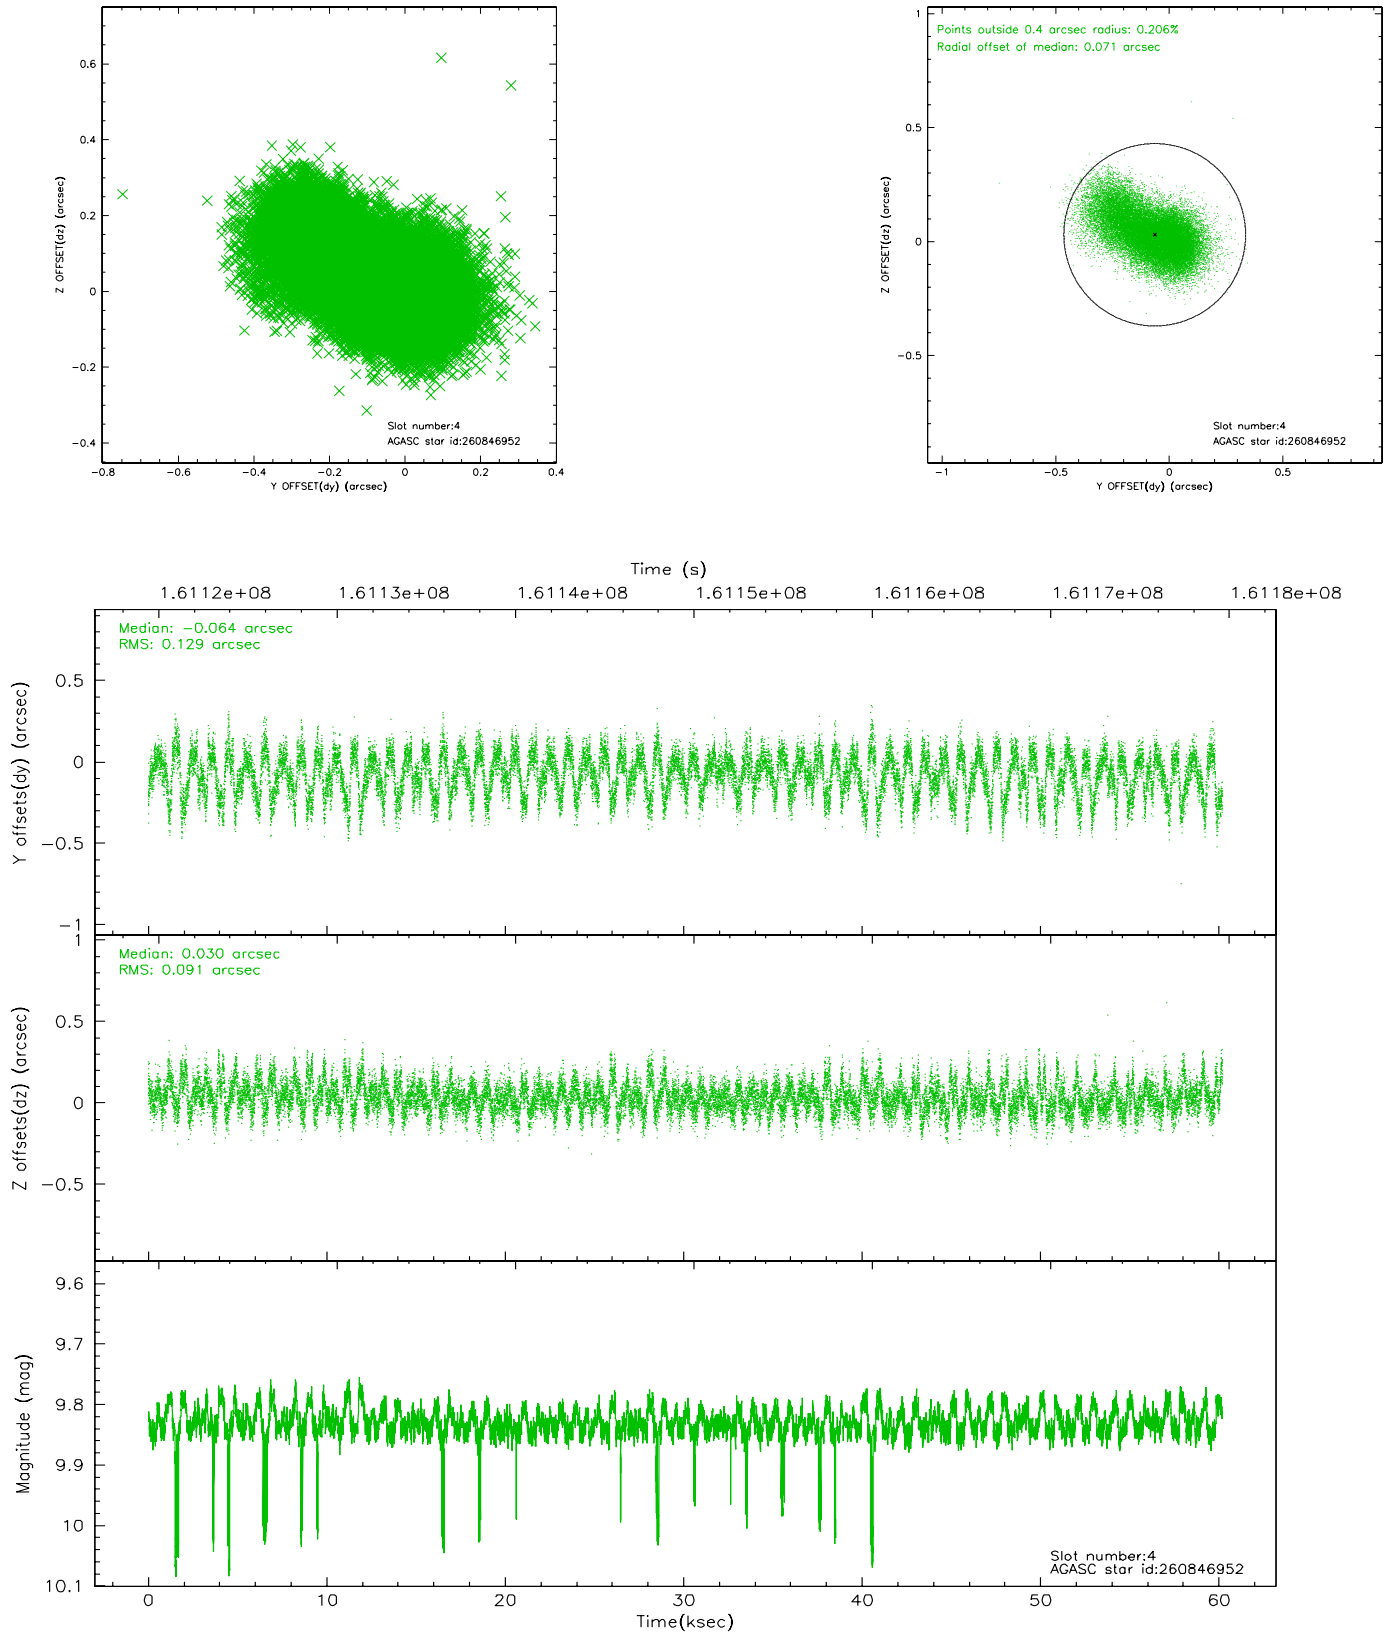 0.6
0.4
0.2
0
−0.2
−0.4
Z OFFSET(dz) (arcsec)
Slot number:4
AGASC star id:260846952
−0.8 −0.6 −0.4 −0.2 0 0.2 0.4
Y OFFSET(dy) (arcsec)
1
0.5
0
−0.5
Z OFFSET(dz) (arcsec)
Points outside 0.4 arcsec radius: 0.206%
Radial offset of median: 0.071 arcsec
Slot number:4
AGASC star id:260846952
−1 −0.5 0 0.5
Y OFFSET(dy) (arcsec)
Time (s)
1.6112e+08 1.6113e+08 1.6114e+08 1.6115e+08 1.6116e+08 1.6117e+08 1.6118e+08
Median: −0.064 arcsec
RMS: 0.129 arcsec
0.5
0
−0.5
−1
Y offsets(dy) (arcsec)
Median: 0.030 arcsec
RMS: 0.091 arcsec
1
0.5
0
−0.5
Z offsets(dz) (arcsec)
9.6
9.7
9.8
9.9
10
10.1
Magnitude (mag)
Slot number:4
AGASC star id:260846952
0 10 20 30 40 50 60
Time(ksec)